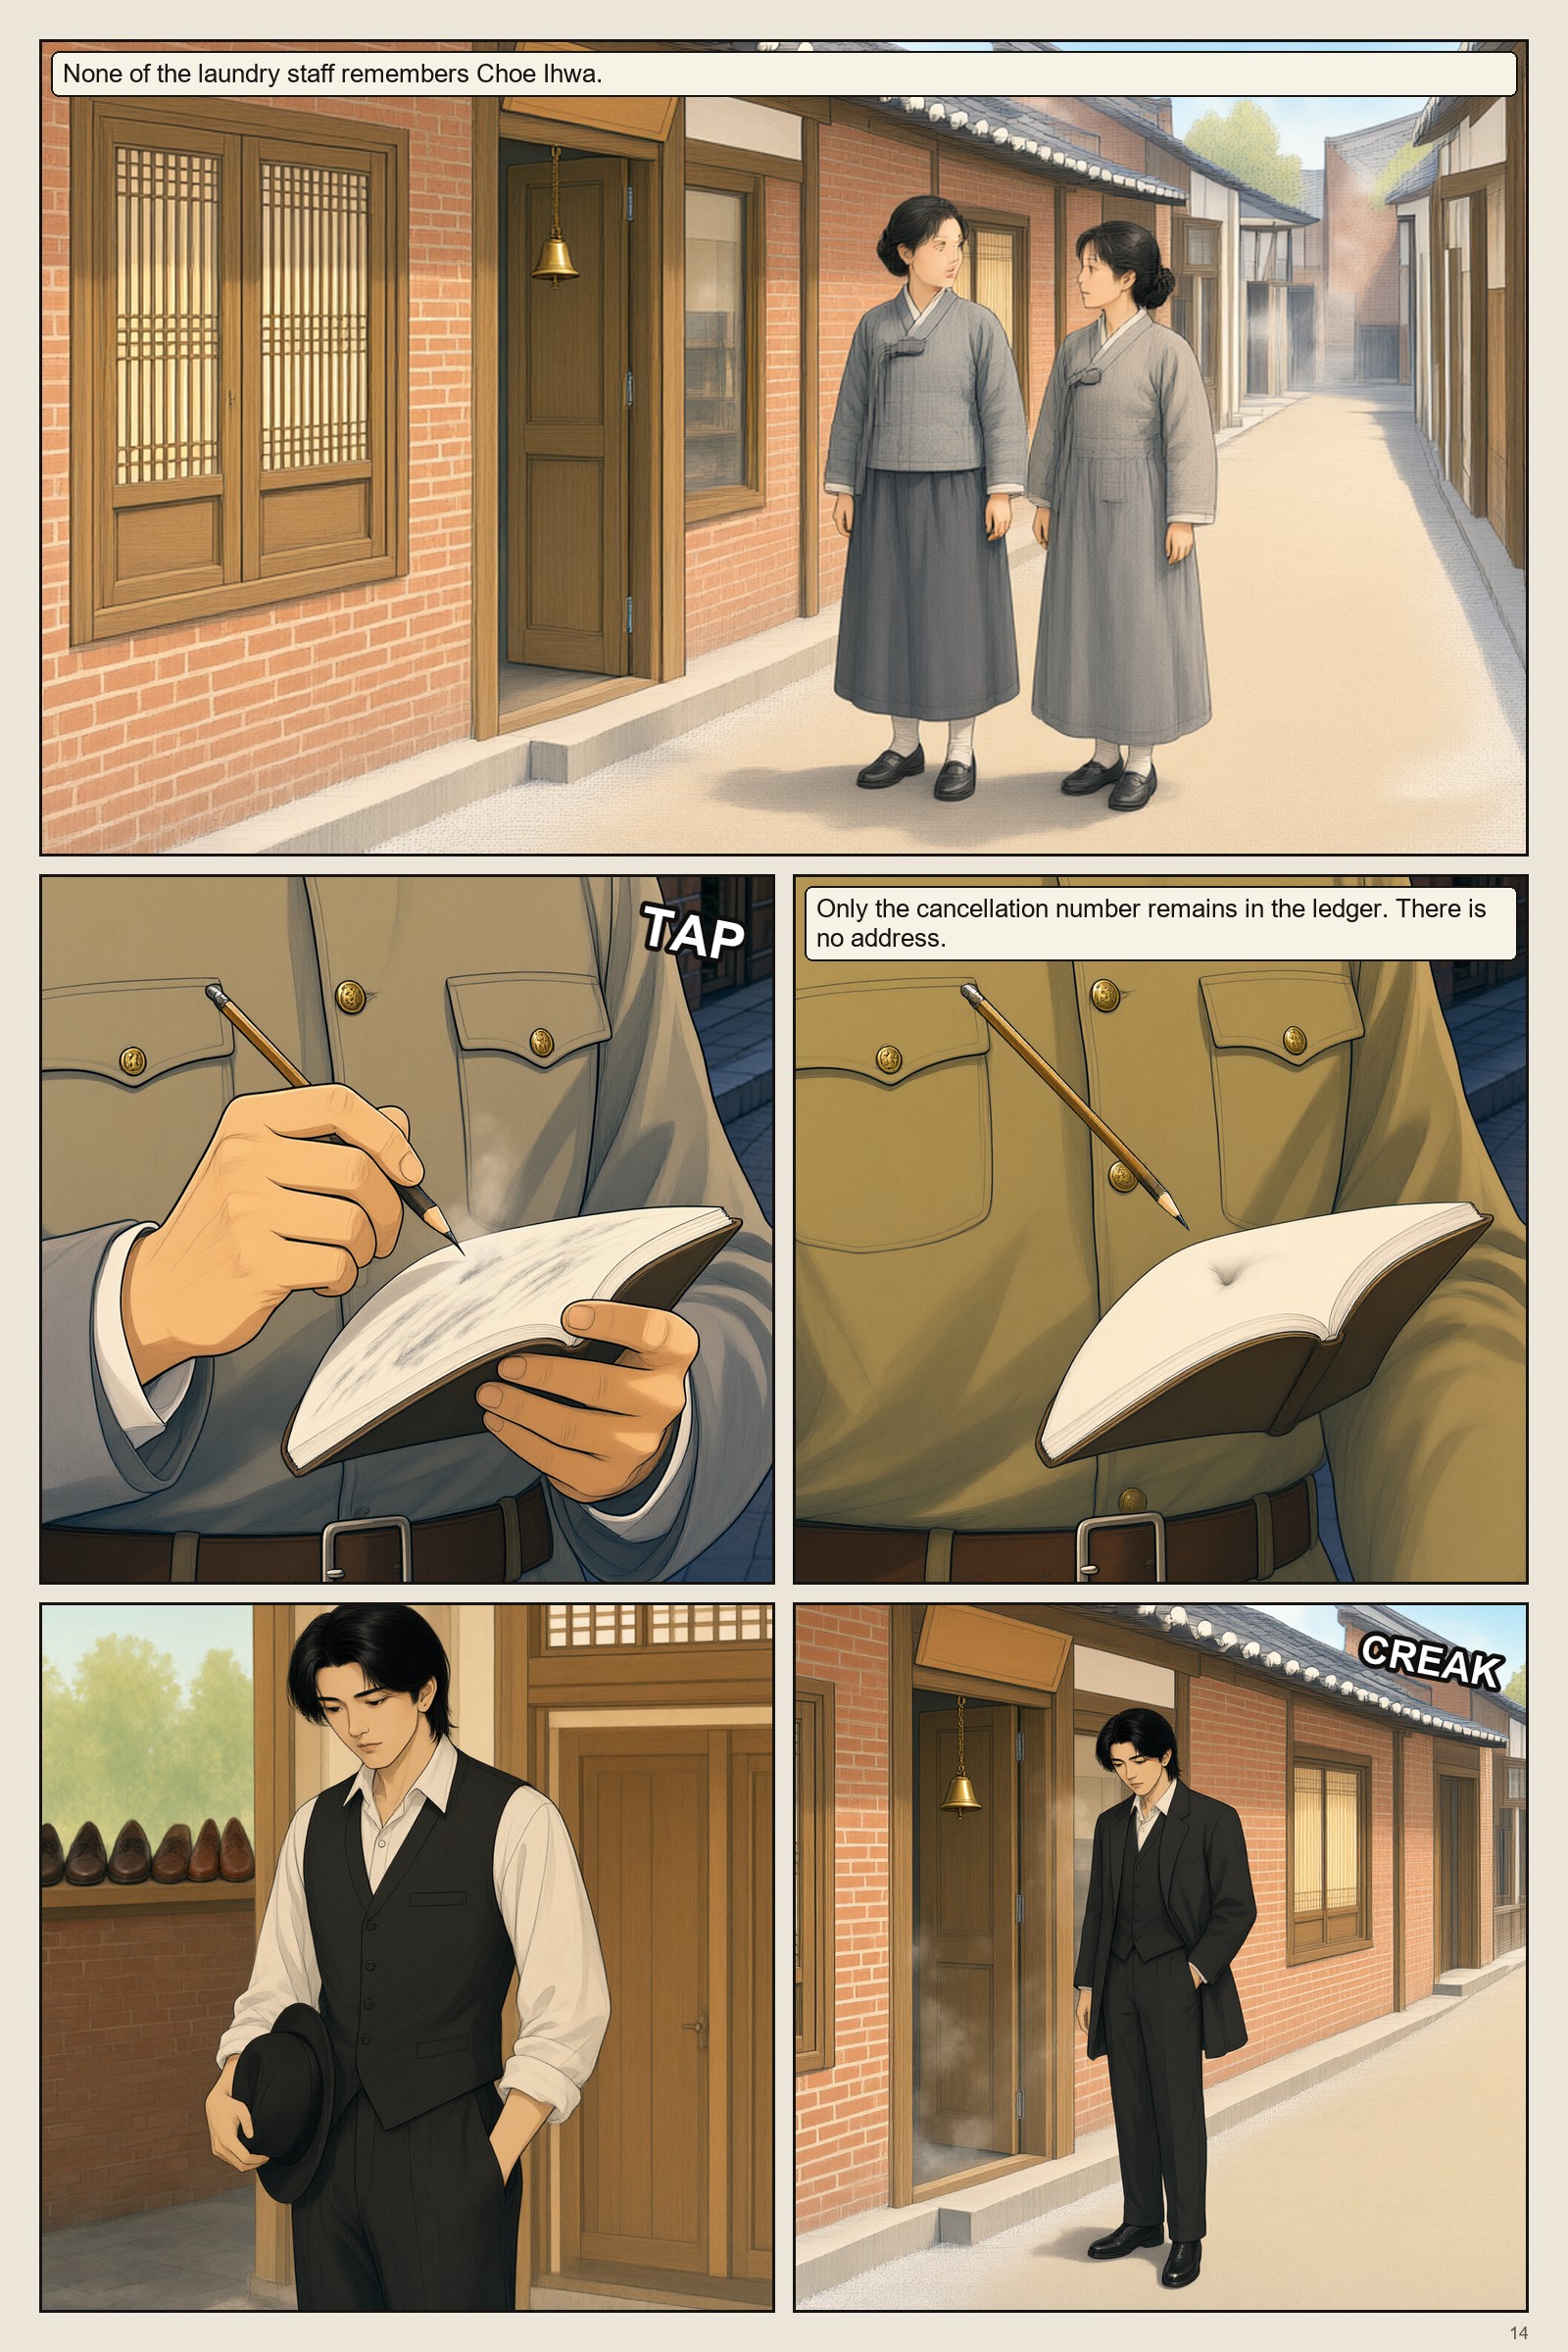 None of the laundry staff remembers Choe Ihwa.
TAP
Only the cancellation number remains in the ledger. There is
no address.
CREAK
14